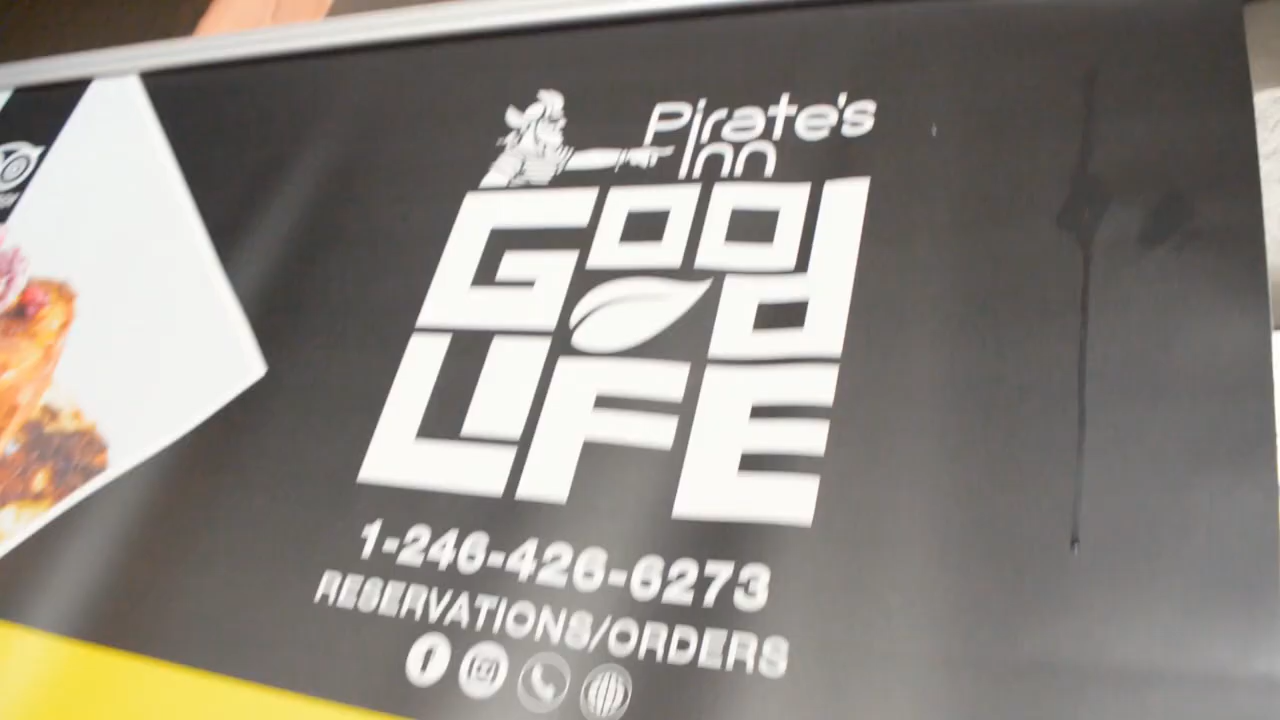 Pirate's
Inn
Good
LIFE
1-246-426-6273
RESERVATIONS/ORDERS